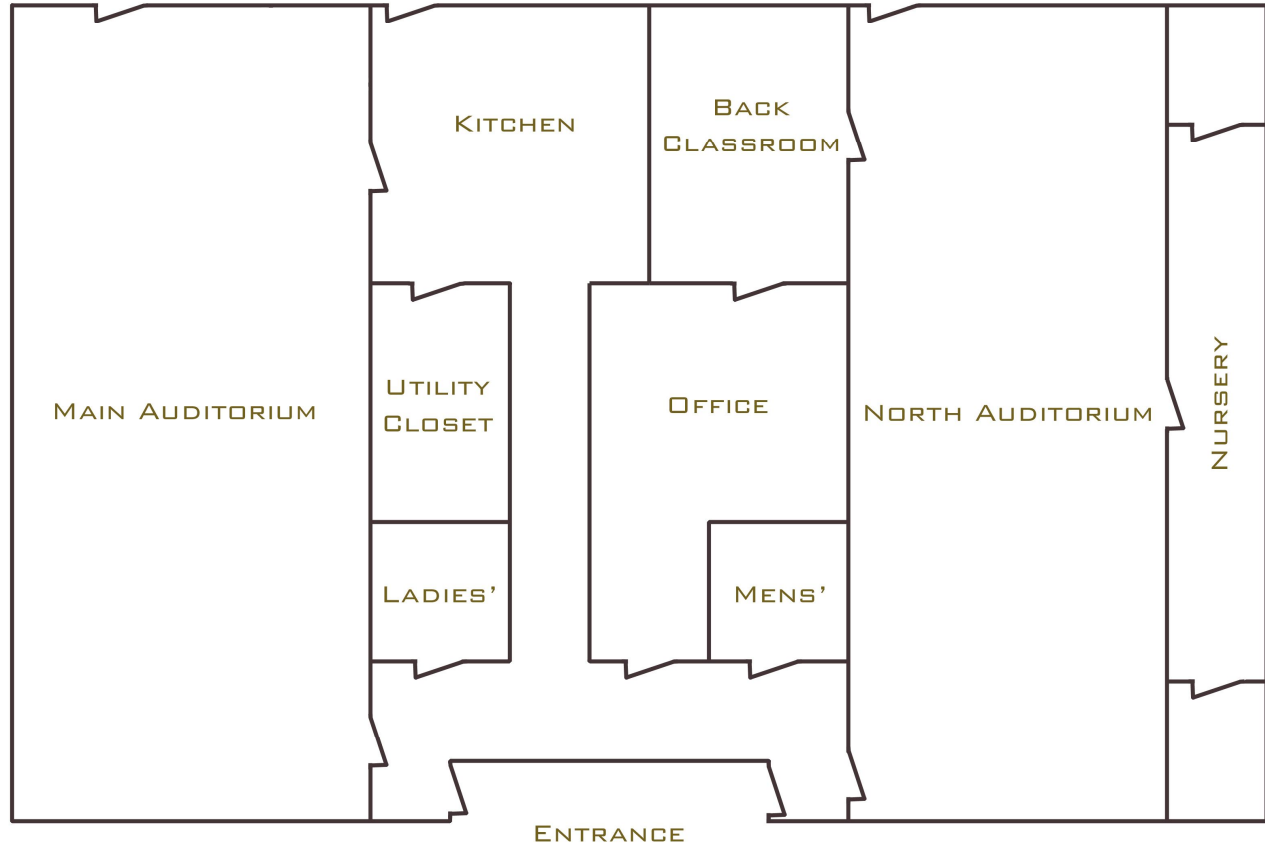 Kitchen
Back
Classroom
Main Auditorium
Utility
Closet
Office
North Auditorium
Nursery
Ladies’
Mens’
Entrance